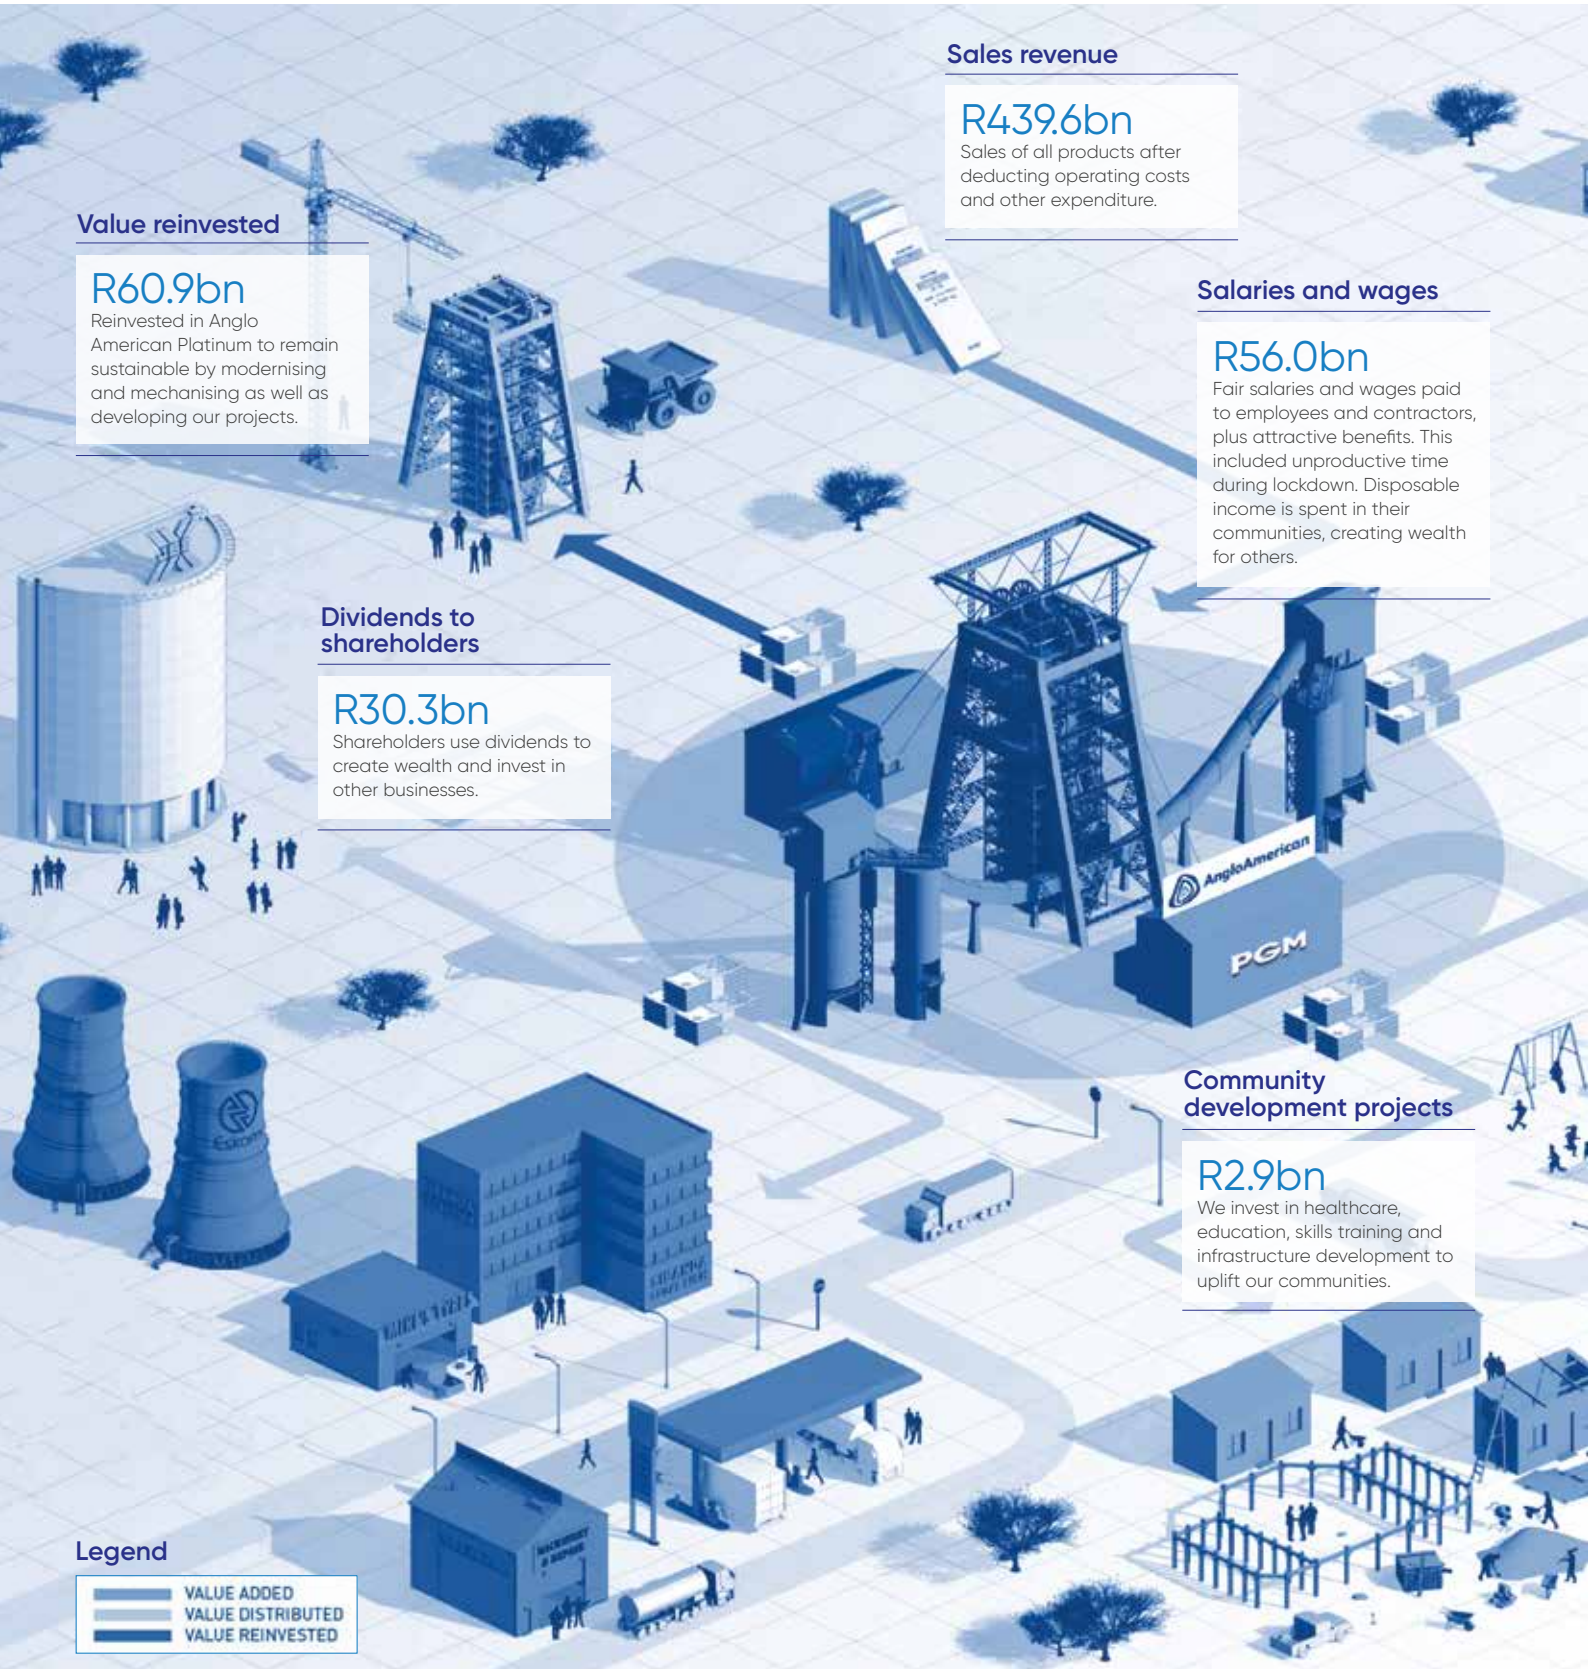 Sales revenue
R439.6bn
Sales of all products after
deducting operating costs
and other expenditure.
Value reinvested
R60.9bn
Reinvested in Anglo
American Platinum to remain
sustainable by modernising
and mechanising as well as
developing our projects.
Salaries and wages
R56.0bn
Fair salaries and wages paid
to employees and contractors,
plus attractive benefits. This
included unproductive time
during lockdown. Disposable
income is spent in their
communities, creating wealth
for others.
Dividends to
shareholders
R30.3bn
Shareholders use dividends to
create wealth and invest in
other businesses.
AngloAmerican
PGM
Eskom
Community
development projects
R2.9bn
We invest in healthcare,
education, skills training and
infrastructure development to
uplift our communities.
MACHINERY
& REPAIR
Legend
VALUE ADDED
VALUE DISTRIBUTED
VALUE REINVESTED